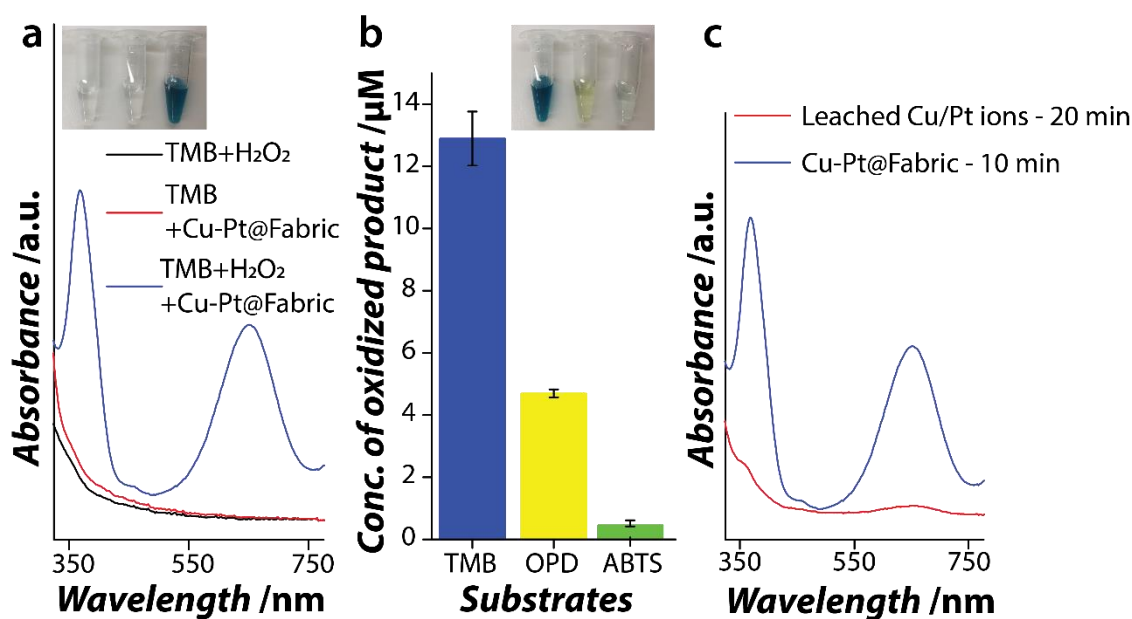 a
TMB+H₂O₂
TMB
+Cu-Pt@Fabric
TMB+H₂O₂
+Cu-Pt@Fabric
Absorbance /a.u.
350 550 750
Wavelength /nm
b
Conc. of oxidized product /µM
14
12
10
8
6
4
2
0
TMB OPD ABTS
Substrates
c
Leached Cu/Pt ions - 20 min
Cu-Pt@Fabric - 10 min
Absorbance /a.u.
350 550 750
Wavelength /nm